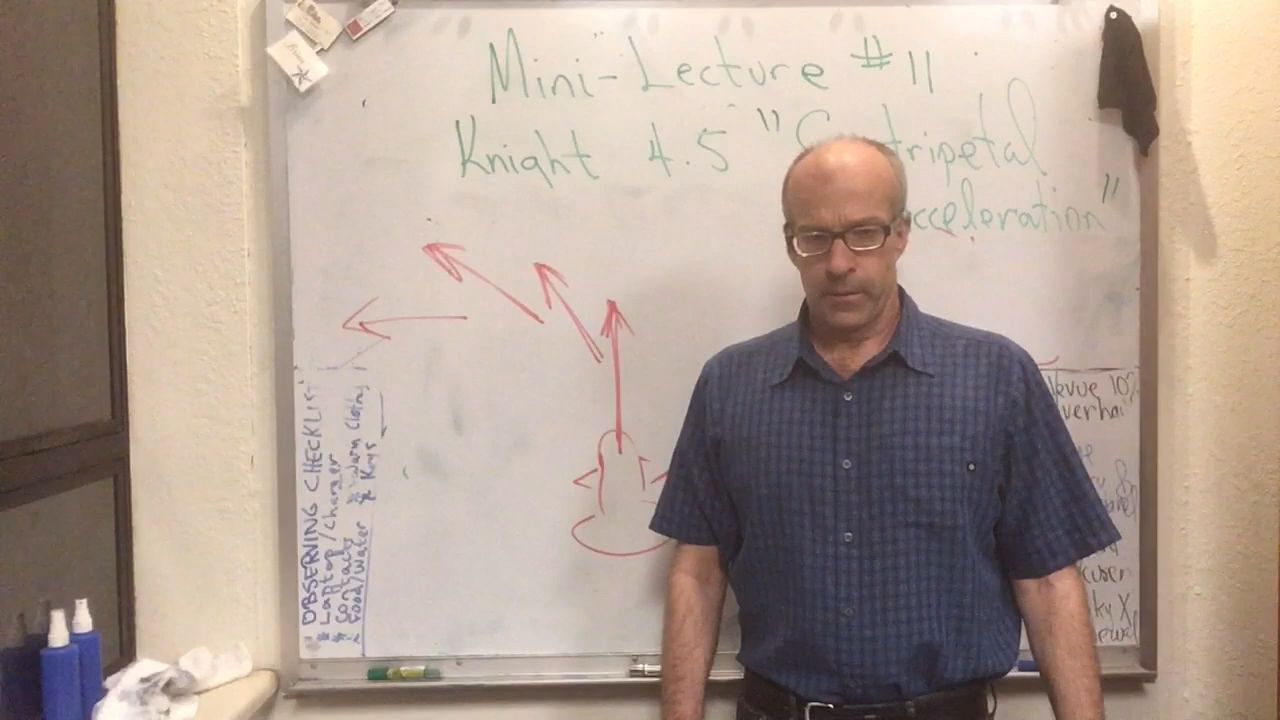 Mini-Lecture #11
Knight 4.5 "Centripetal
Acceleration"
OBSERVING CHECKLIST
* Laptop/Charger
* Contacts * Warm Clothes
* Food/Water * Keys